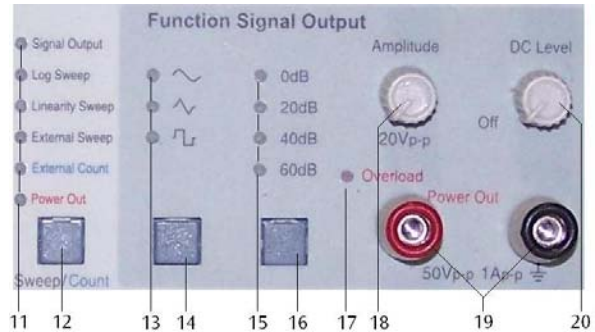 Function Signal Output
Signal Output
Log Sweep
Linearity Sweep
External Sweep
External Count
Power Out
Sweep/Count
0dB
20dB
40dB
60dB
Overload
Amplitude
20Vp-p
DC Level
Off
Power Out
50Vp-p 1Ap-p
11 12 13 14 15 16 17 18 19 20